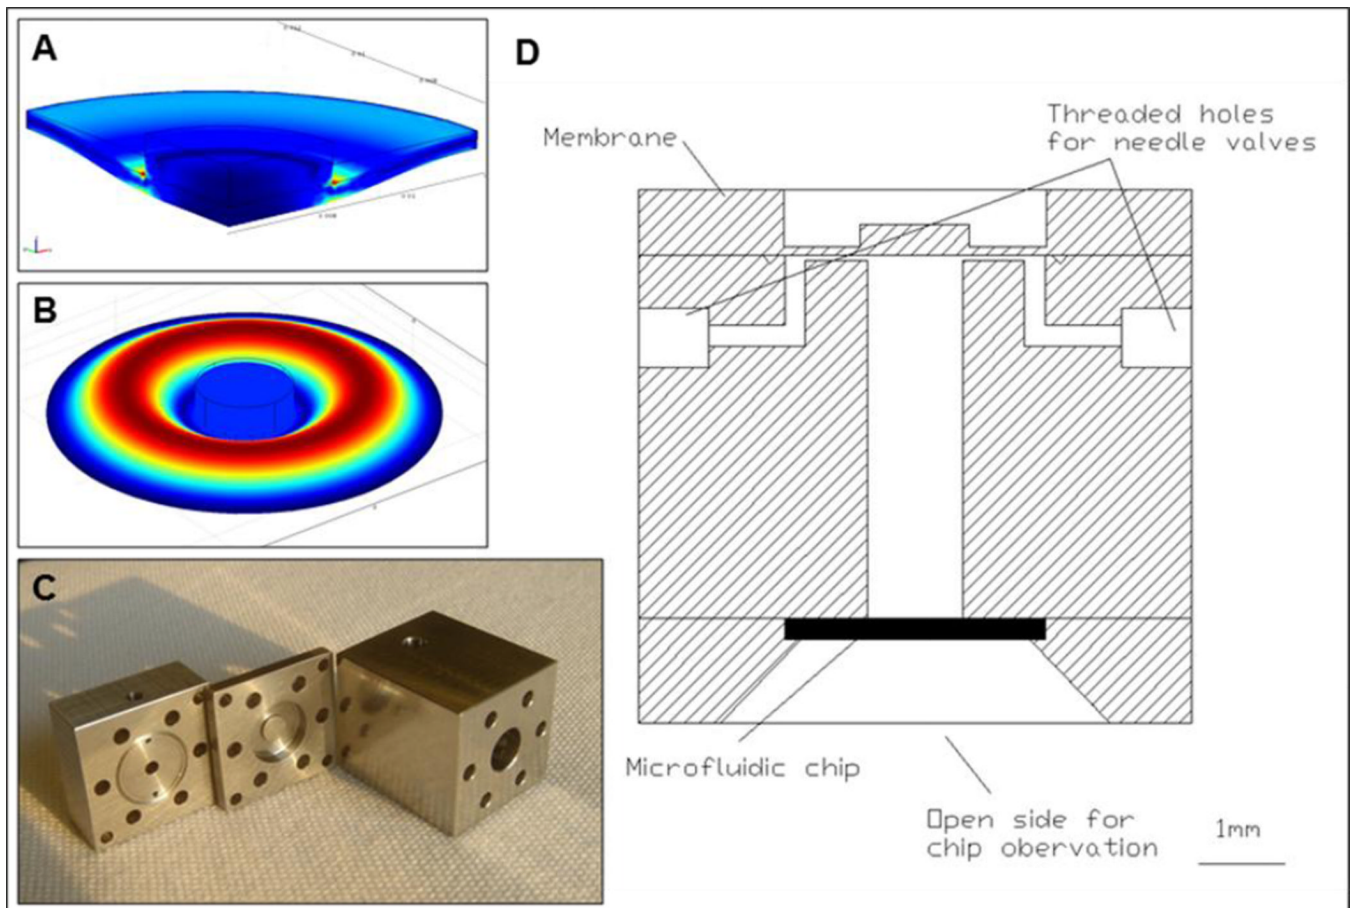 A
B
C
D
Membrane
Threaded holes
for needle valves
Microfluidic chip
Open side for
chip obervation
1mm